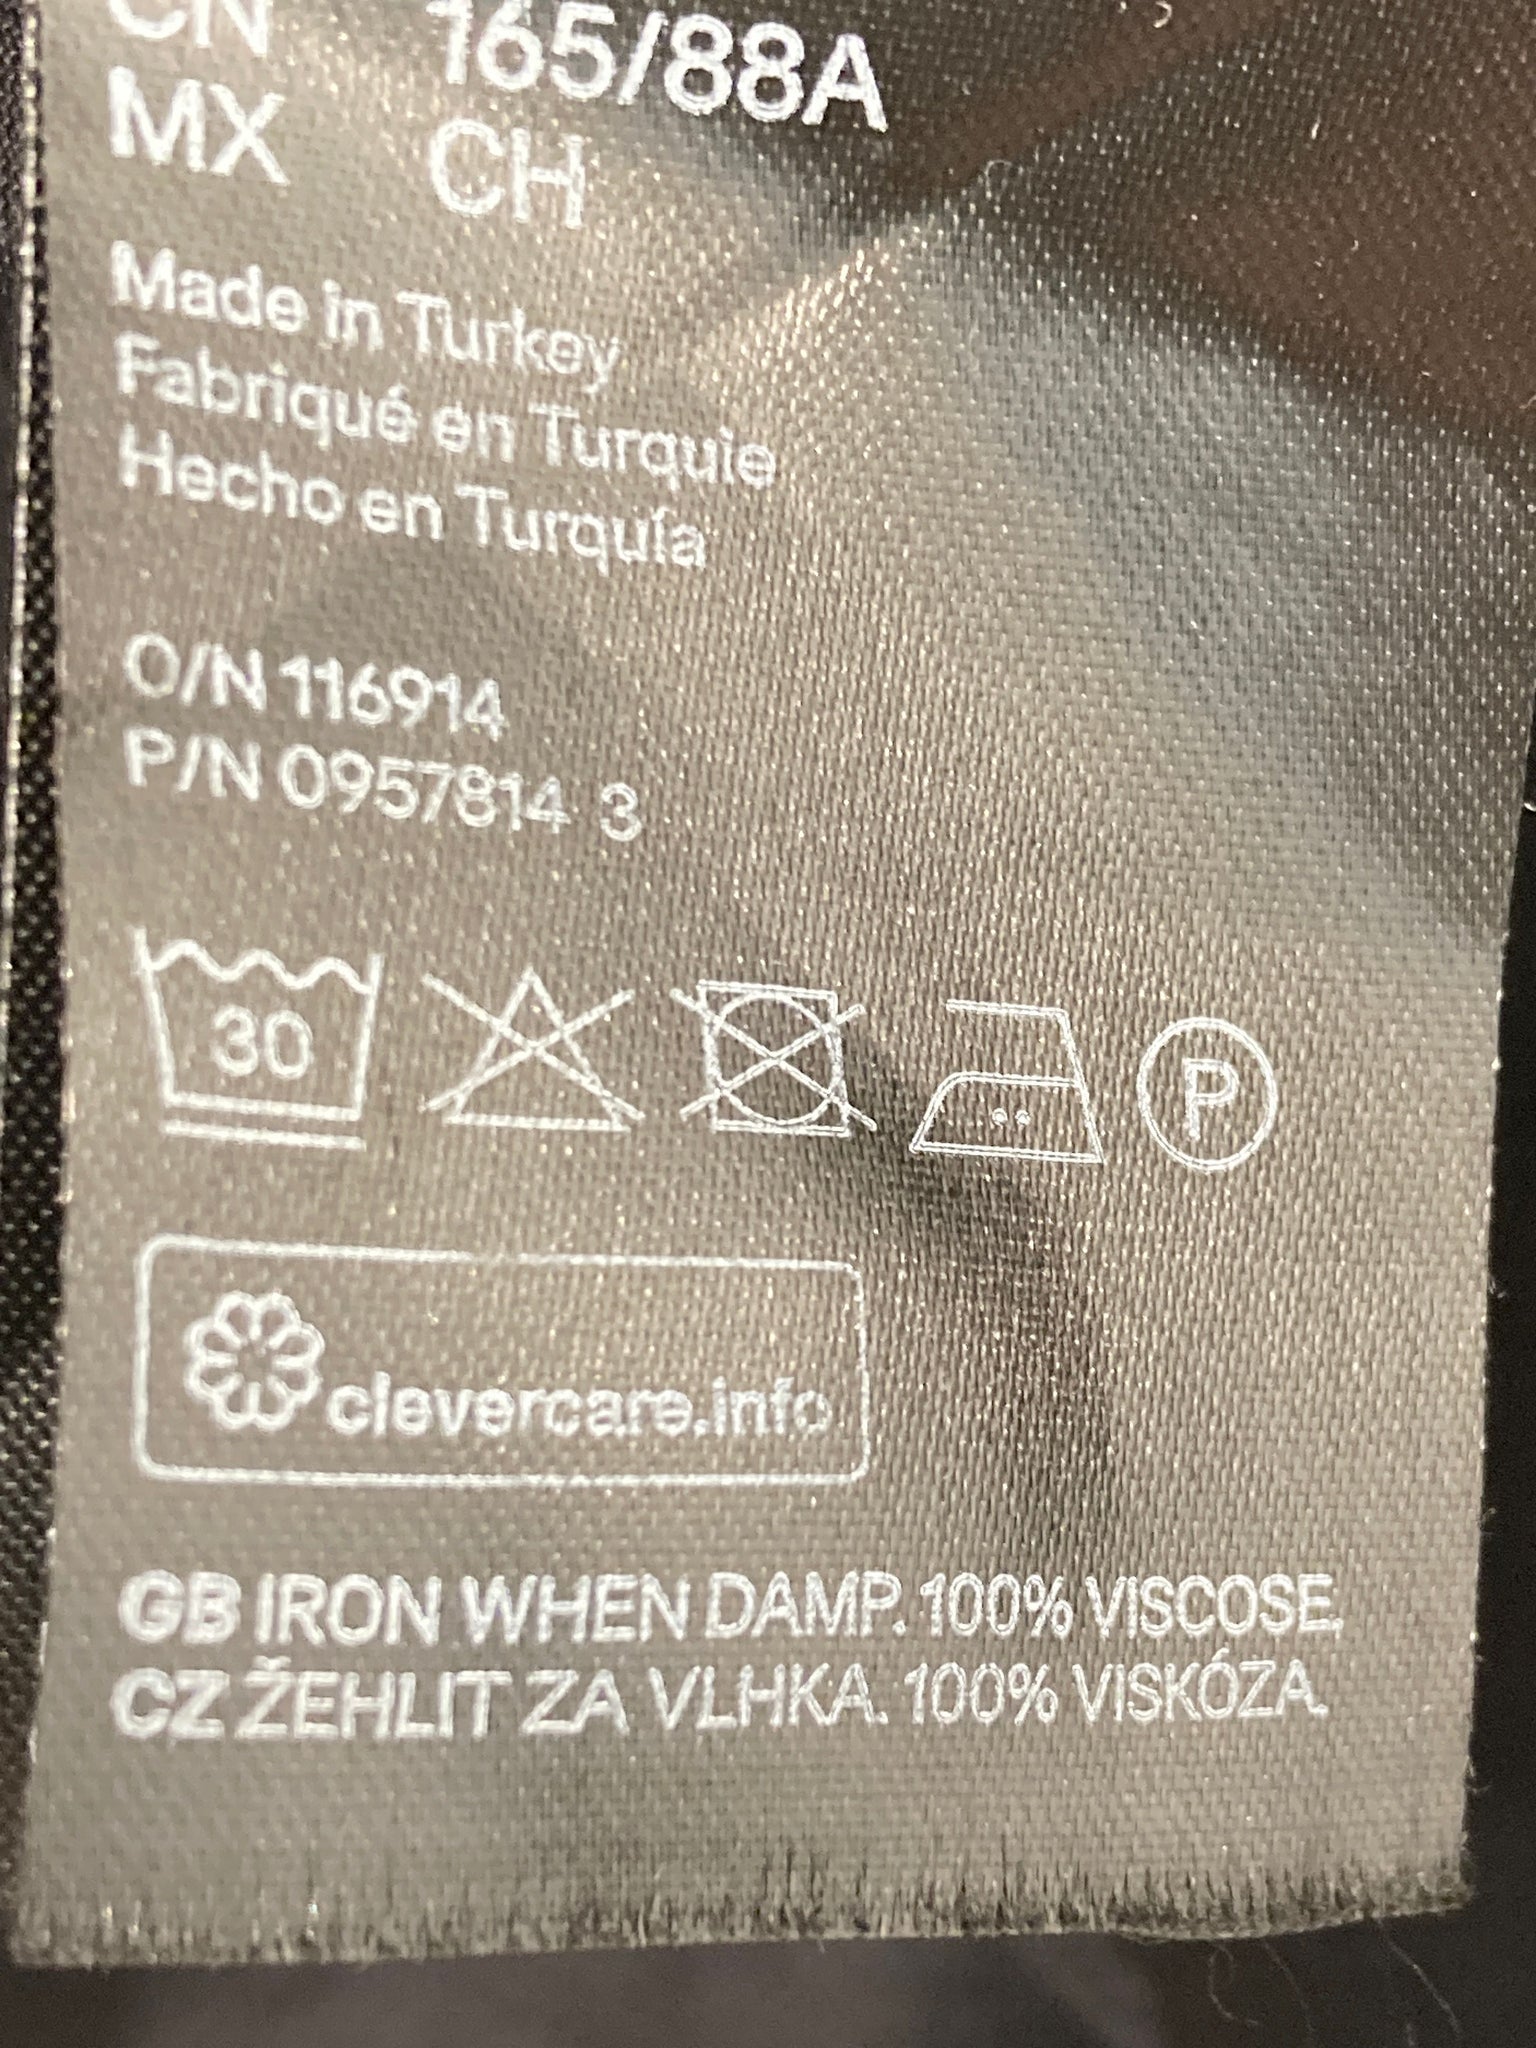 CN 165/88A
MX CH
Made in Turkey
Fabriqué en Turquie
Hecho en Turquía
O/N 116914
P/N 0957814 3
30
P
clevercare.info
GB IRON WHEN DAMP. 100% VISCOSE.
CZ ŽEHLIT ZA VLHKA. 100% VISKÓZA.